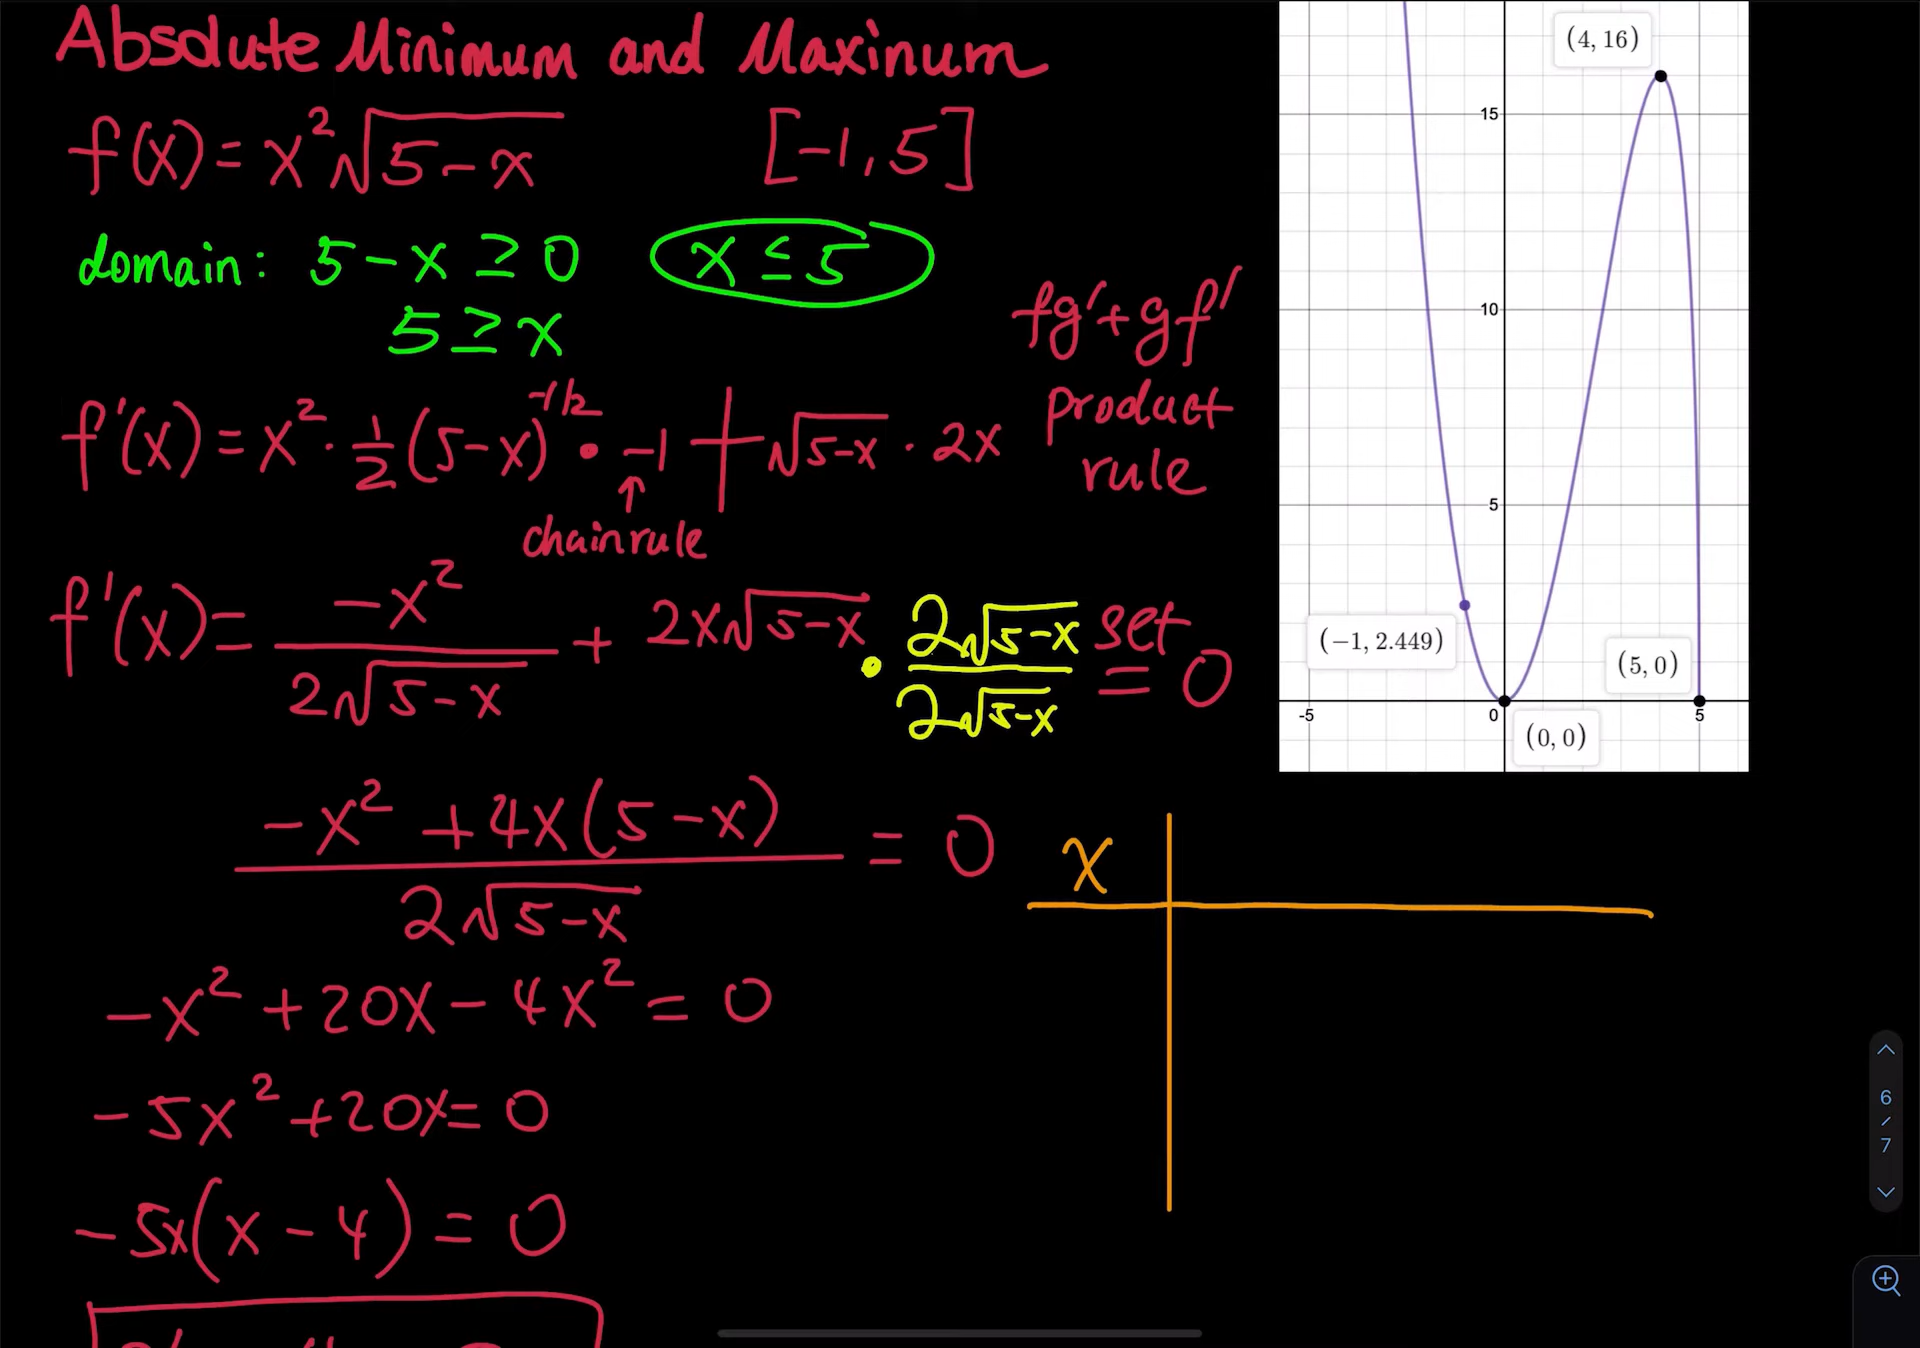 Absolute Minimum and Maxinum
f(x) = x²√(5-x)    [-1,5]
domain: 5-x ≥ 0    x ≤ 5
5 ≥ x
fg'+gf'
product
rule
f'(x) = x² · 1/2 (5-x)^(-1/2) • -1 + √(5-x) · 2x
↑
chain rule
f'(x) = -x²/(2√(5-x)) + 2x√(5-x) • (2√(5-x))/(2√(5-x)) set = 0
(-x² + 4x(5-x))/(2√(5-x)) = 0
-x² + 20x - 4x² = 0
-5x² + 20x = 0
-5x(x-4) = 0
(4, 16)
15
10
5
(−1, 2.449)
(5, 0)
-5
0
5
(0, 0)
x
6
/
7